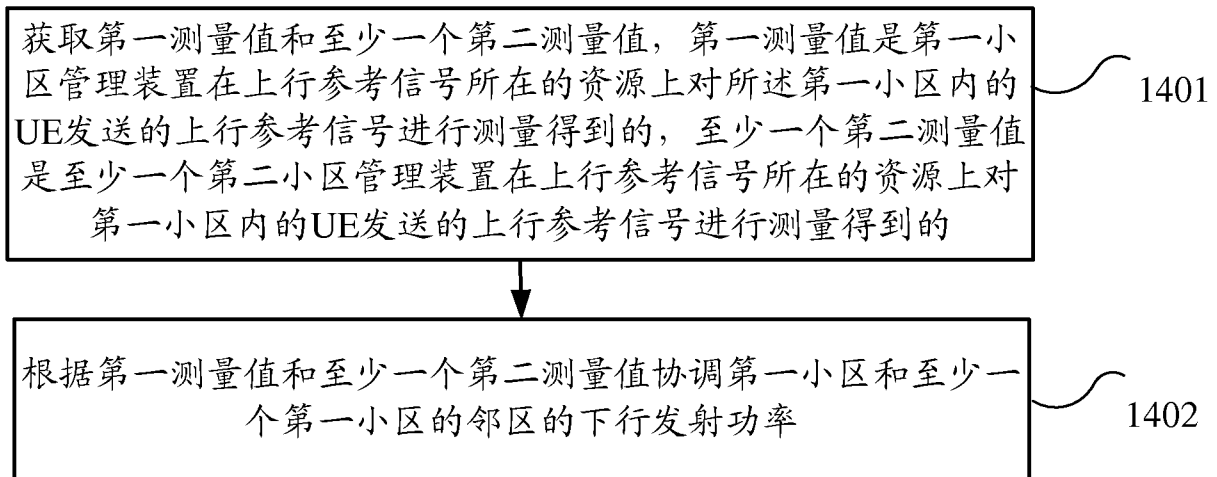 获取第一测量值和至少一个第二测量值，第一测量值是第一小
区管理装置在上行参考信号所在的资源上对所述第一小区内的
UE发送的上行参考信号进行测量得到的，至少一个第二测量值
是至少一个第二小区管理装置在上行参考信号所在的资源上对
第一小区内的UE发送的上行参考信号进行测量得到的
1401
根据第一测量值和至少一个第二测量值协调第一小区和至少一
个第一小区的邻区的下行发射功率
1402